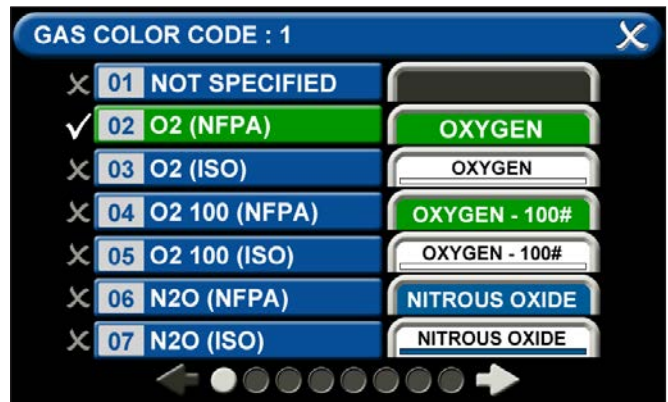 GAS COLOR CODE : 1
01 NOT SPECIFIED
02 O2 (NFPA) OXYGEN
03 O2 (ISO) OXYGEN
04 O2 100 (NFPA) OXYGEN - 100#
05 O2 100 (ISO) OXYGEN - 100#
06 N2O (NFPA) NITROUS OXIDE
07 N2O (ISO) NITROUS OXIDE